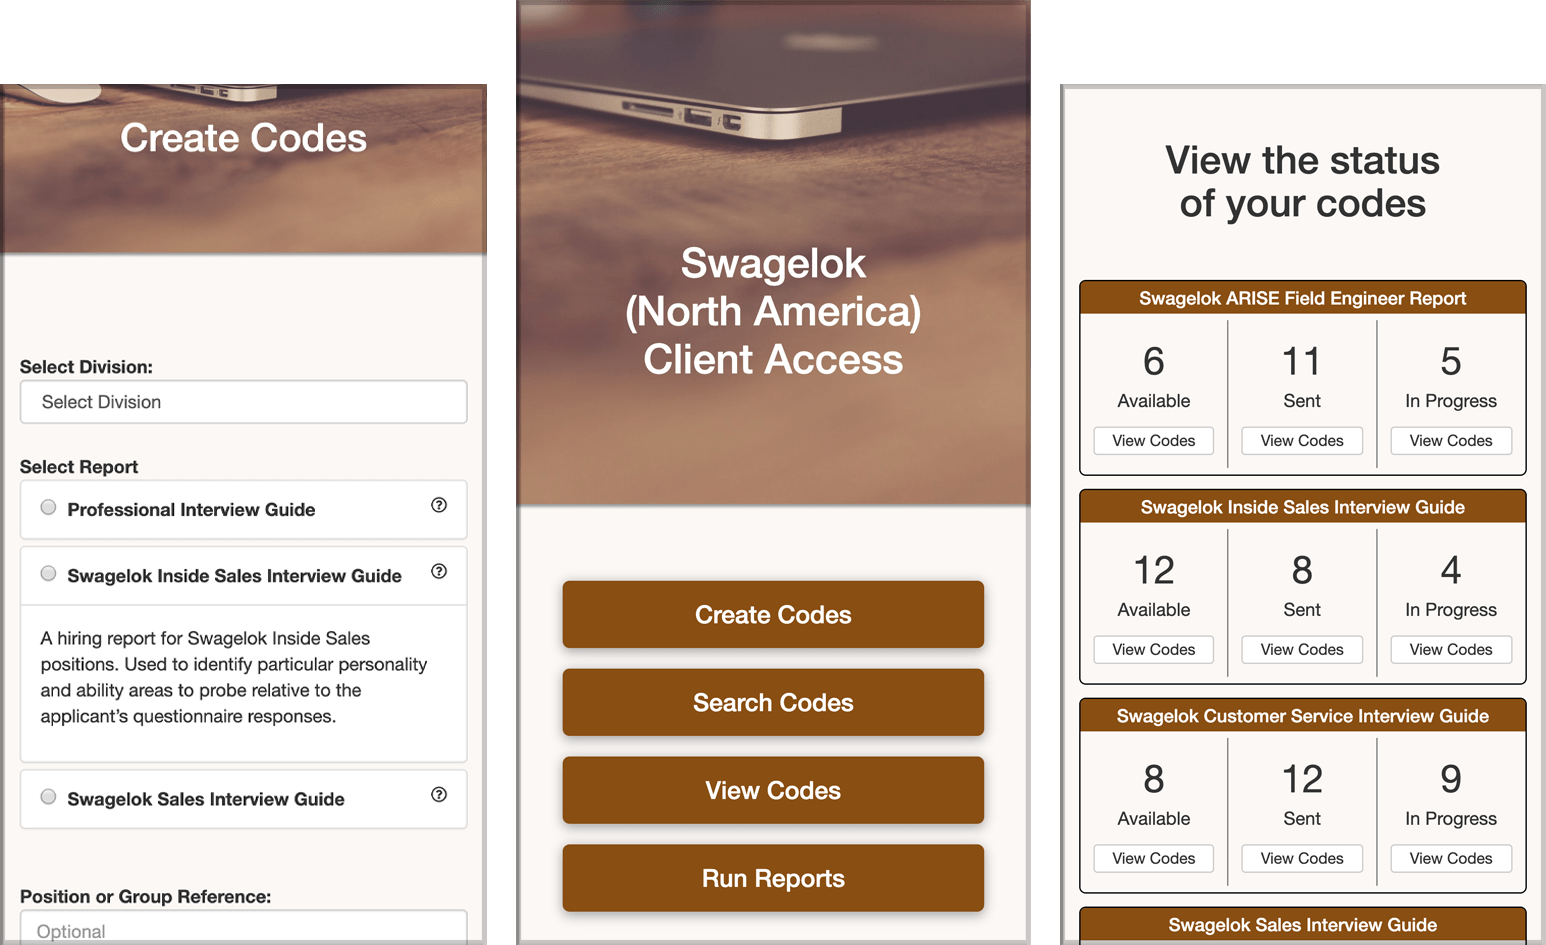 Create Codes
Select Division:
Select Division
Select Report
Professional Interview Guide
Swagelok Inside Sales Interview Guide
A hiring report for Swagelok Inside Sales
positions. Used to identify particular personality
and ability areas to probe relative to the
applicant's questionnaire responses.
Swagelok Sales Interview Guide
Position or Group Reference:
Optional
Swagelok
(North America)
Client Access
Create Codes
Search Codes
View Codes
Run Reports
View the status
of your codes
Swagelok ARISE Field Engineer Report
6 11 5
Available Sent In Progress
View Codes View Codes View Codes
Swagelok Inside Sales Interview Guide
12 8 4
Available Sent In Progress
View Codes View Codes View Codes
Swagelok Customer Service Interview Guide
8 12 9
Available Sent In Progress
View Codes View Codes View Codes
Swagelok Sales Interview Guide